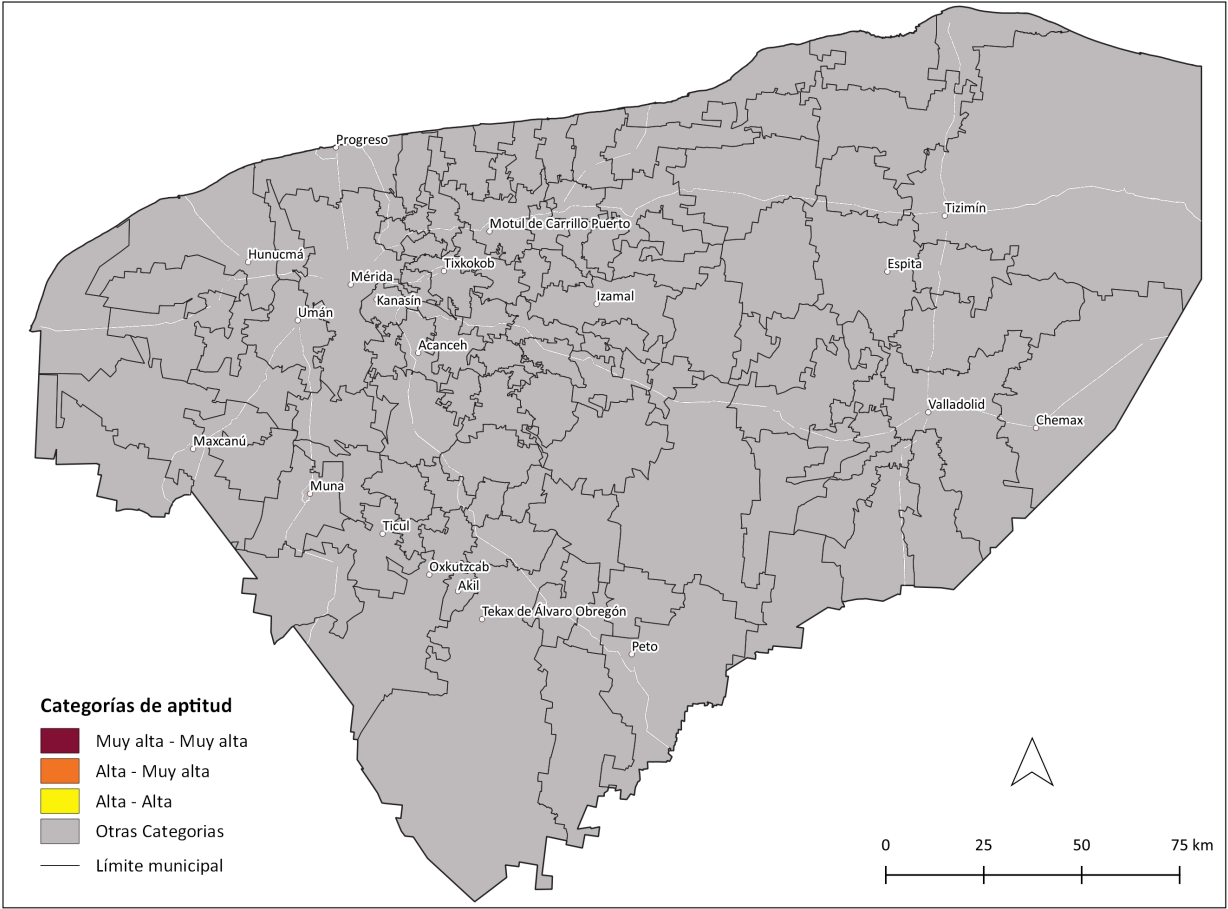 Progreso
Tizimín
Motul de Carrillo Puerto
Hunucmá
Tixkokob
Espita
Mérida
Izamal
Kanasín
Umán
Acanceh
Valladolid
Chemax
Maxcanú
Muna
Ticul
Oxkutzcab
Akil
Tekax de Álvaro Obregón
Peto
Categorías de aptitud
Muy alta - Muy alta
Alta - Muy alta
Alta - Alta
Otras Categorias
Límite municipal
0 25 50 75 km